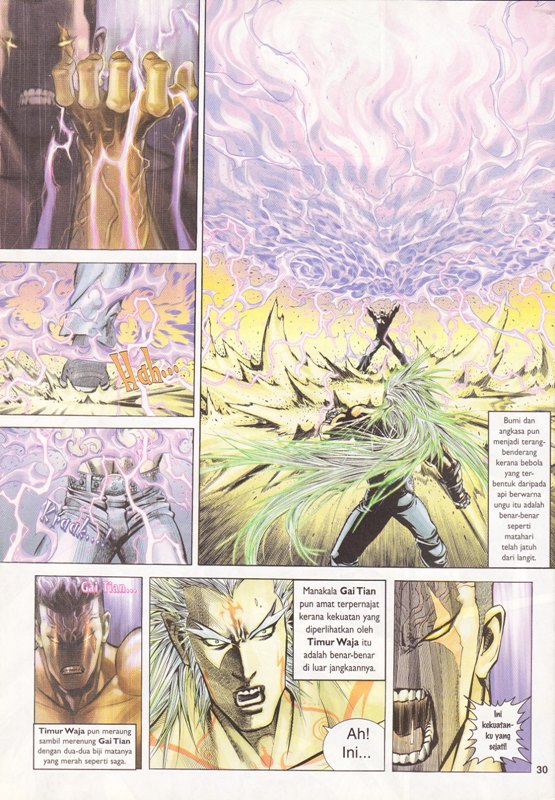 Hah...
Kraak...!
Bumi dan
angkasa pun
menjadi terang-
benderang
kerana bebola
yang ter-
bentuk daripada
api berwarna
ungu itu adalah
benar-benar
seperti
matahari
telah jatuh
dari langit.
Gai Tian...
Timur Waja pun meraung
sambil merenung Gai Tian
dengan dua-dua biji matanya
yang merah seperti saga.
Manakala Gai Tian
pun amat terpernajat
kerana kekuatan yang
diperlihatkan oleh
Timur Waja itu
adalah benar-benar
di luar jangkaannya.
Ah!
Ini...
Ini
kekuatan-
ku yang
sejati!
30